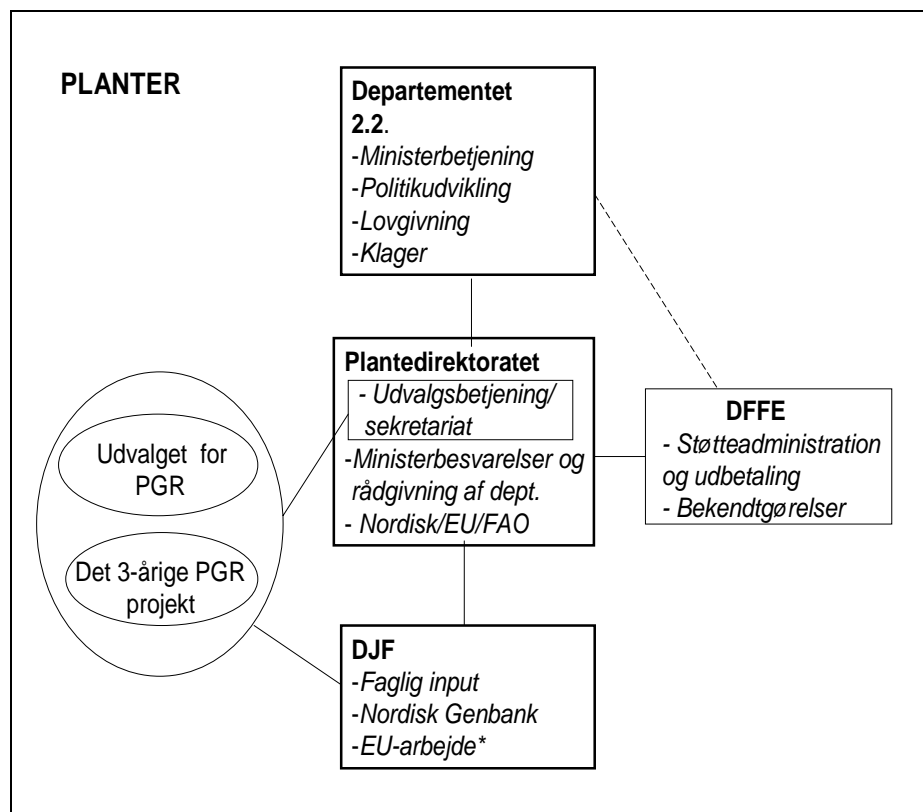 PLANTER
Departementet
2.2.
-Ministerbetjening
-Politikudvikling
-Lovgivning
-Klager
Plantedirektoratet
- Udvalgsbetjening/
sekretariat
-Ministerbesvarelser og
rådgivning af dept.
- Nordisk/EU/FAO
DFFE
- Støtteadministration
og udbetaling
- Bekendtgørelser
Udvalget for
PGR
Det 3-årige PGR
projekt
DJF
-Faglig input
-Nordisk Genbank
-EU-arbejde*